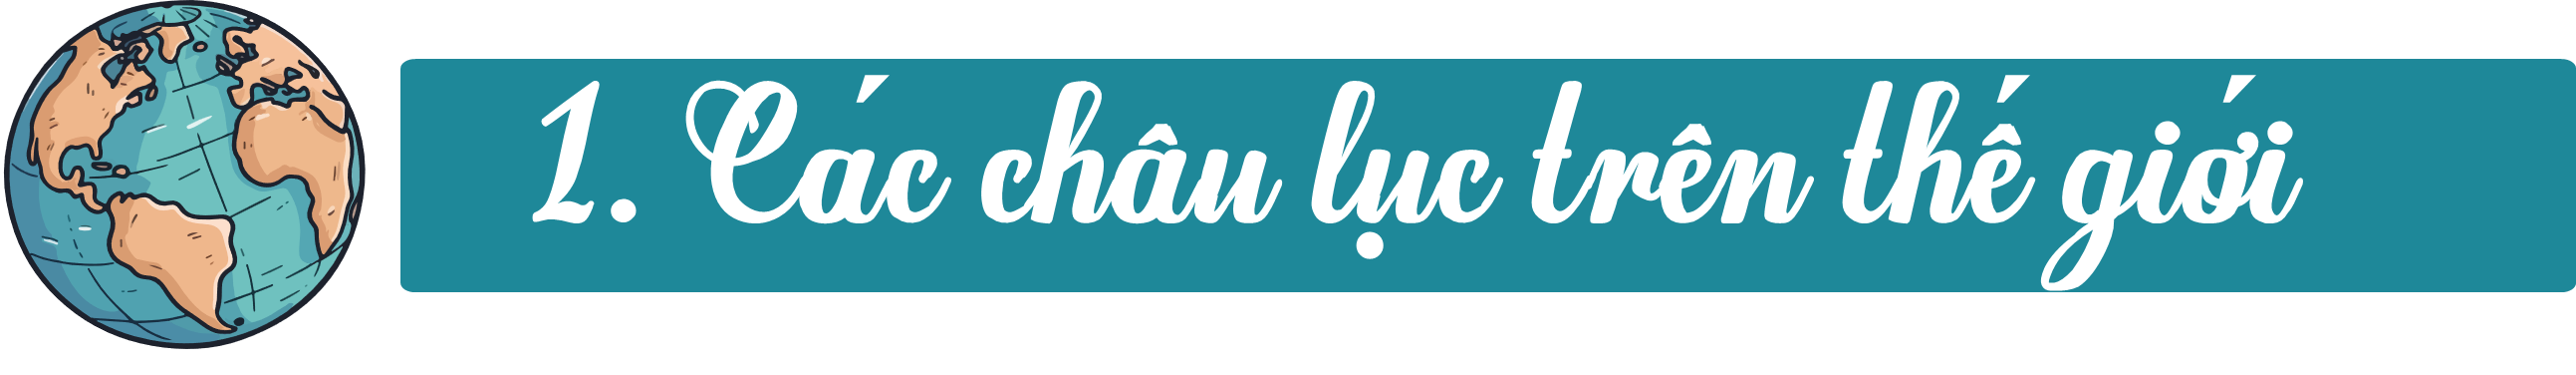 1. Các châu lục trên thế giới